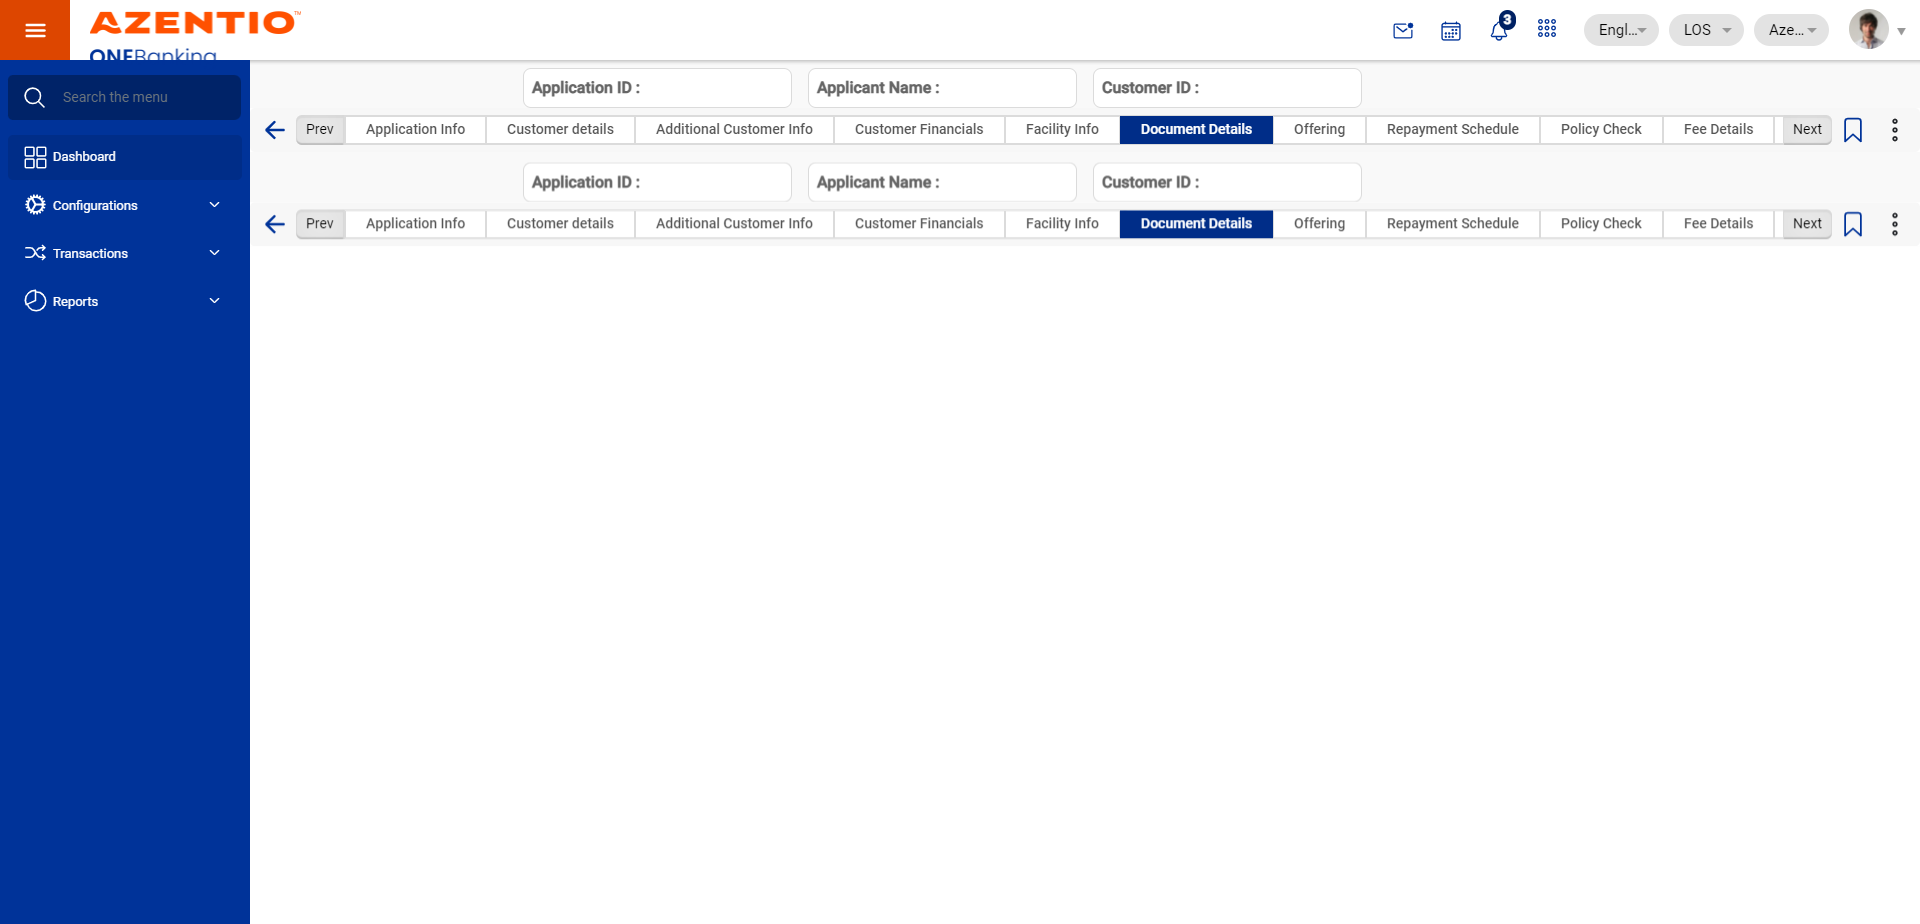 AZENTIO™
ONEBanking
3
Engl...
LOS
Aze...
Search the menu
Dashboard
Configurations
Transactions
Reports
Application ID :
Applicant Name :
Customer ID :
Prev
Application Info
Customer details
Additional Customer Info
Customer Financials
Facility Info
Document Details
Offering
Repayment Schedule
Policy Check
Fee Details
Next
Application ID :
Applicant Name :
Customer ID :
Prev
Application Info
Customer details
Additional Customer Info
Customer Financials
Facility Info
Document Details
Offering
Repayment Schedule
Policy Check
Fee Details
Next